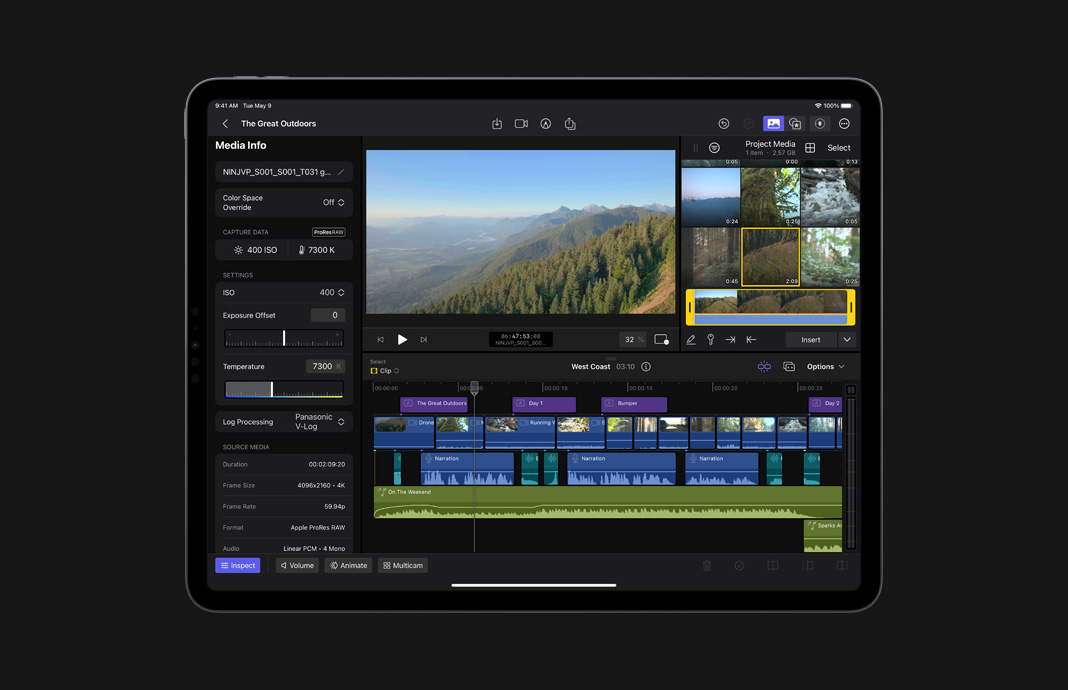 9:41 AM Tue May 9
100%
The Great Outdoors
Media Info
NINJVP_S001_S001_T031 g...
Color Space
Override
Off
CAPTURE DATA
ProRes RAW
400 ISO
7300 K
SETTINGS
ISO
400
Exposure Offset
0
Temperature
7300 K
Log Processing
Panasonic
V-Log
SOURCE MEDIA
Duration
00:02:09:20
Frame Size
4096x2160 • 4K
Frame Rate
59.94p
Format
Apple ProRes RAW
Audio
Linear PCM • 4 Mono
Inspect
Volume
Animate
Multicam
06:47:53:00
NINJVP_S001_S00...
32 %
Project Media
1 Item · 2.57 GB
Select
0:05
0:00
0:13
0:24
0:25
0:05
0:45
2:09
0:25
Insert
Select
Clip
West Coast 03:10
Options
00:00:00
00:00:05
00:00:10
00:00:15
00:00:20
00:00:25
The Great Outdoors
Day 1
Bumper
Day 2
Drone
Running
Narration
Narration
Narration
On The Weekend
Sparks